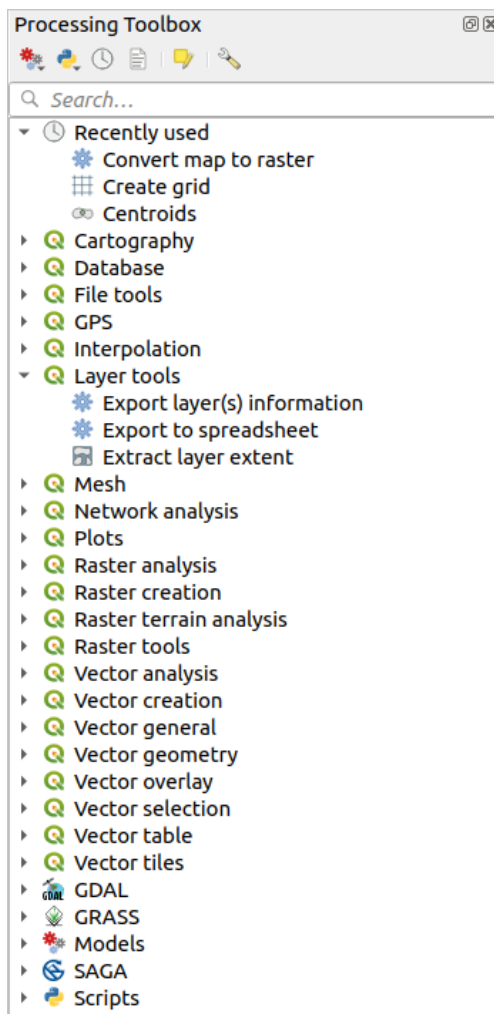 Processing Toolbox
Search...
Recently used
Convert map to raster
Create grid
Centroids
Cartography
Database
File tools
GPS
Interpolation
Layer tools
Export layer(s) information
Export to spreadsheet
Extract layer extent
Mesh
Network analysis
Plots
Raster analysis
Raster creation
Raster terrain analysis
Raster tools
Vector analysis
Vector creation
Vector general
Vector geometry
Vector overlay
Vector selection
Vector table
Vector tiles
GDAL GDAL
GRASS
Models
SAGA
Scripts